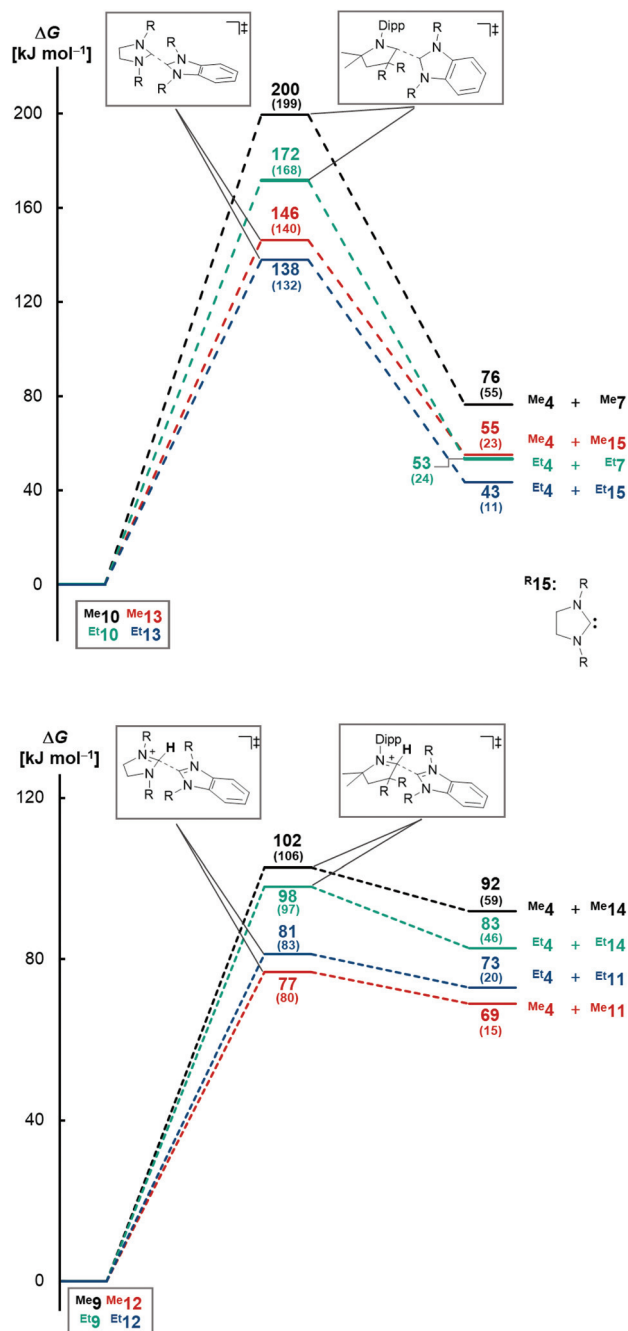 ΔG
[kJ mol⁻¹]
R
N
N
R
R
N
N
R
‡
Dipp
N
R
R
R
N
N
R
‡
200
(199)
200
172
(168)
160
146
(140)
138
(132)
120
80
76
(55)
Me4 + Me7
55
(23)
Me4 + Me15
53
(24)
Et4 + Et7
40
43
(11)
Et4 + Et15
0
R15:
R
N
:
N
R
Me10 Me13
Et10 Et13
ΔG
[kJ mol⁻¹]
R
N
+
H
N
R
R
N
N
R
‡
Dipp
N
+
H
R
R
R
N
N
R
‡
120
102
(106)
98
(97)
92
(59)
Me4 + Me14
83
(46)
Et4 + Et14
80
81
(83)
73
(20)
Et4 + Et11
77
(80)
69
(15)
Me4 + Me11
40
0
Me9 Me12
Et9 Et12